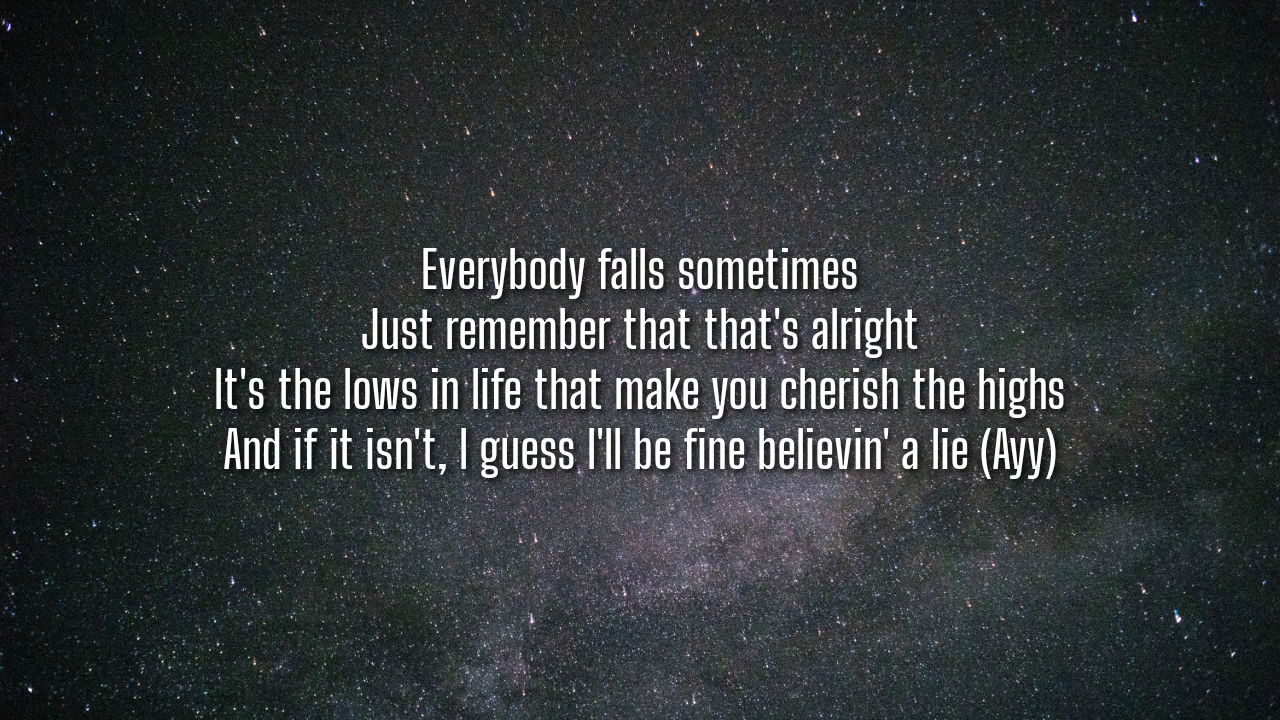 Everybody falls sometimes
Just remember that that's alright
It's the lows in life that make you cherish the highs
And if it isn't, I guess I'll be fine believin' a lie (Ayy)